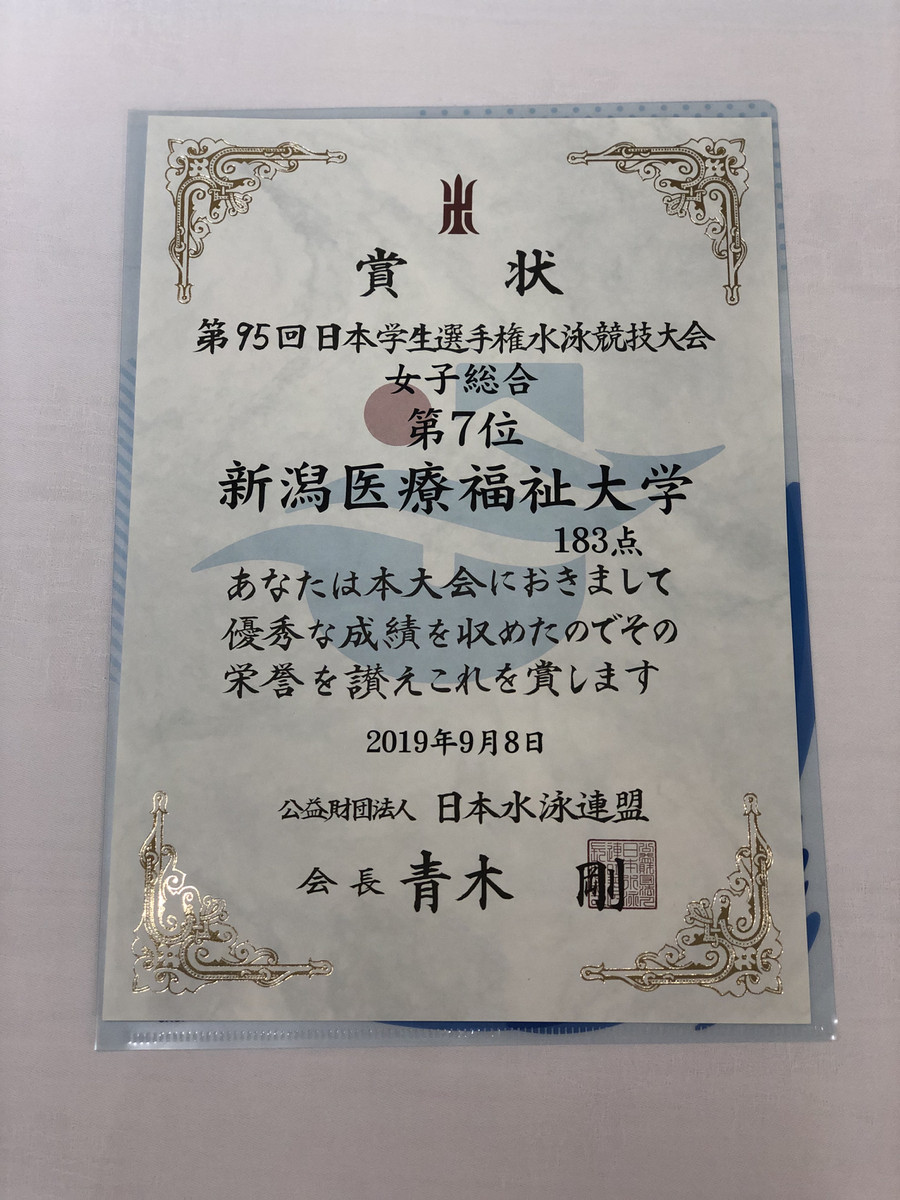 賞状
第95回日本学生選手権水泳競技大会
女子総合
第7位
新潟医療福祉大学
183点
あなたは本大会におきまして
優秀な成績を収めたのでその
栄誉を讃えこれを賞します
2019年9月8日
公益財団法人 日本水泳連盟
会長 青木 剛